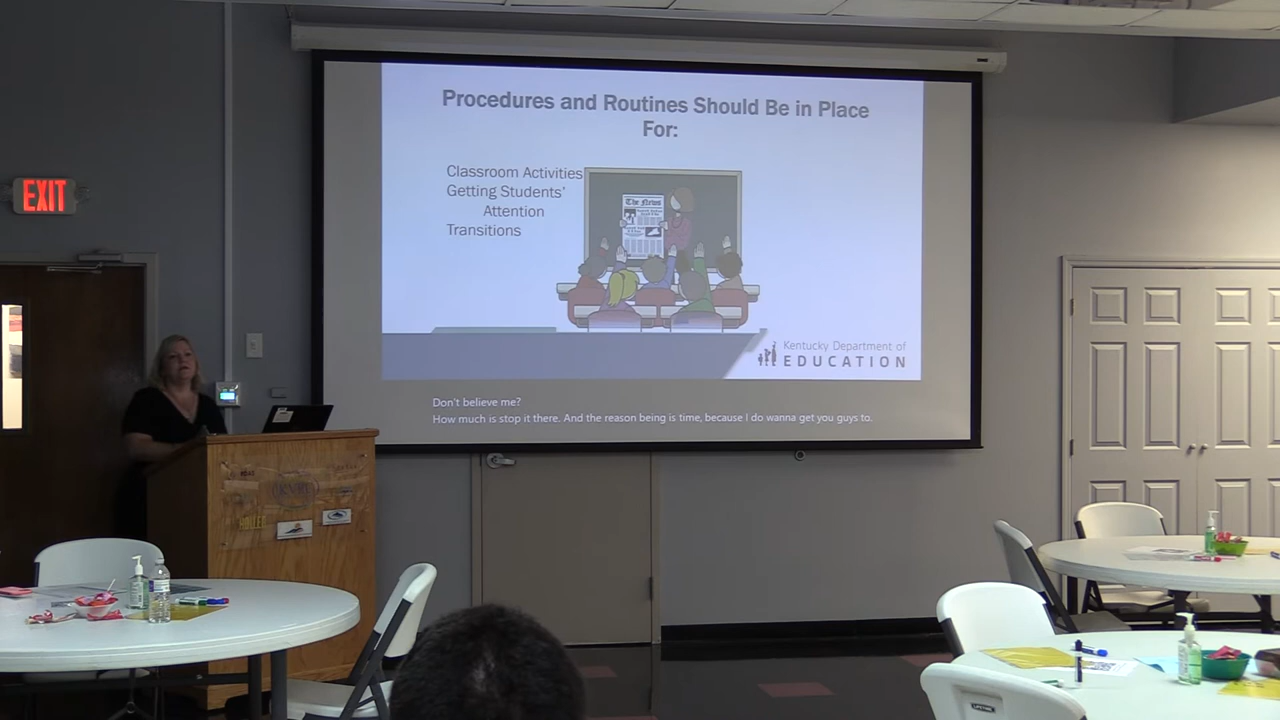 Procedures and Routines Should Be in Place
For:
Classroom Activities
Getting Students'
Attention
Transitions
The News
Kentucky Department of
EDUCATION
Don't believe me?
How much is stop it there. And the reason being is time, because I do wanna get you guys to.
EXIT